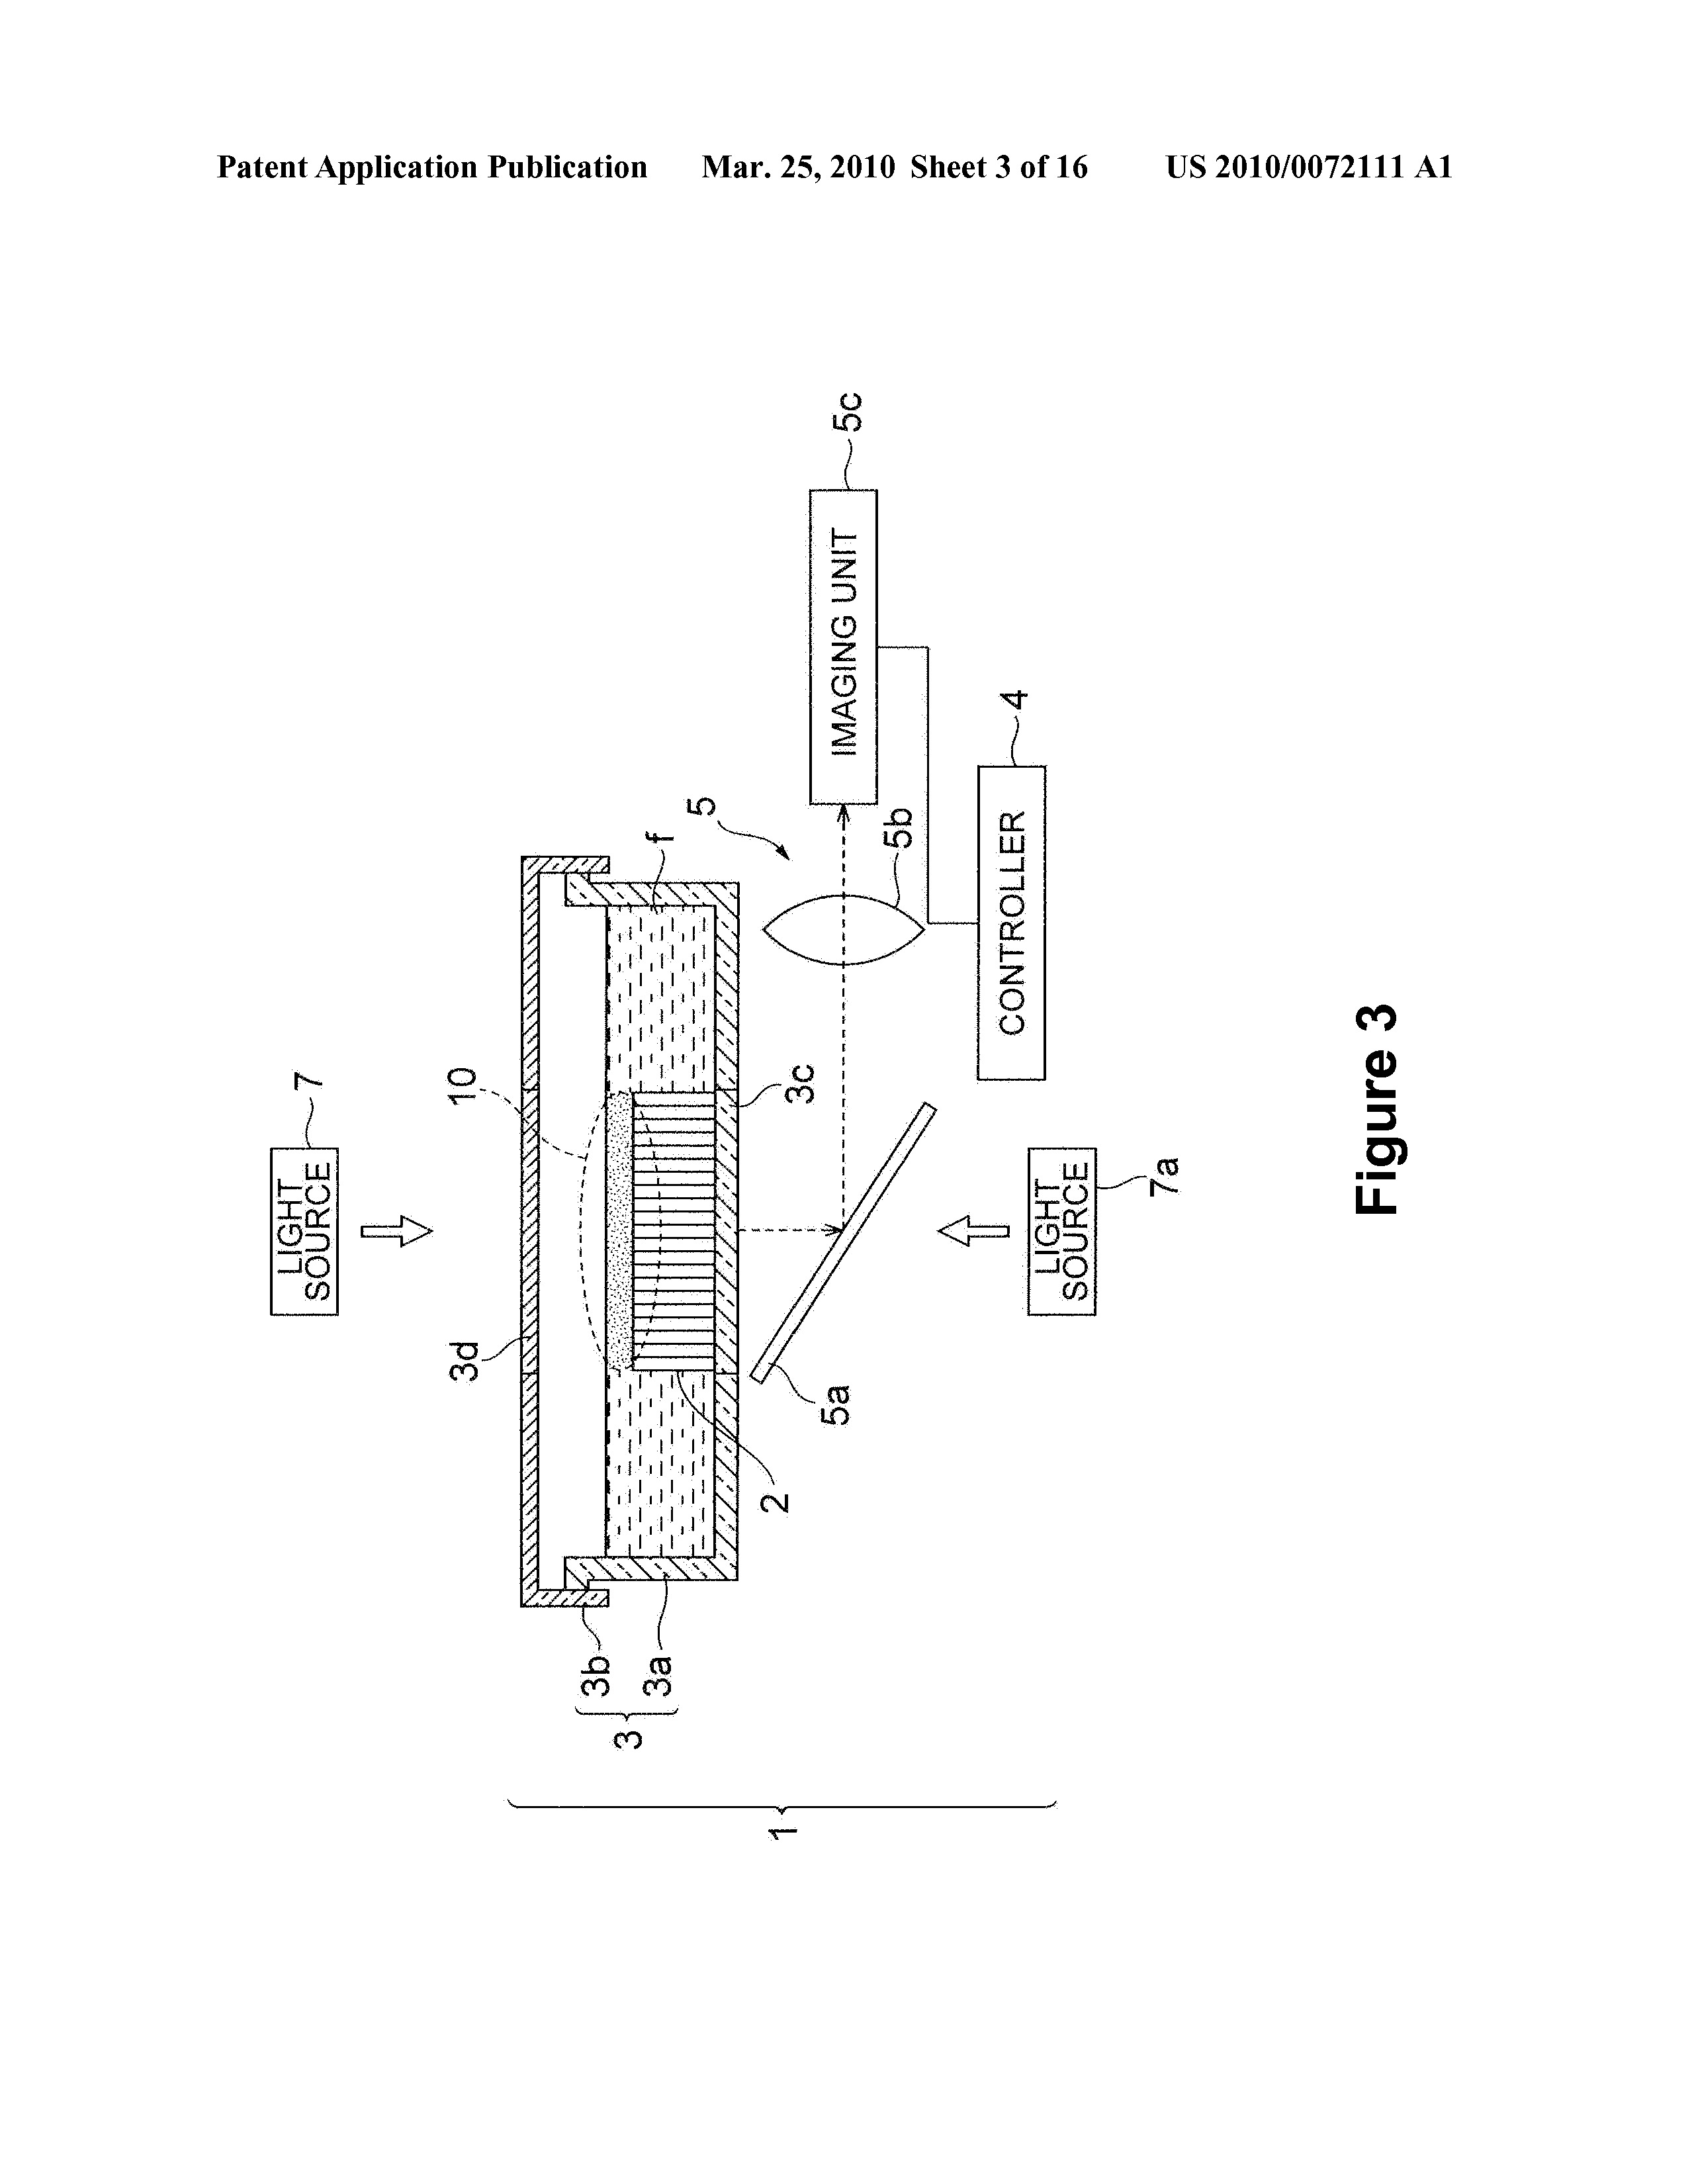 Patent Application Publication Mar. 25, 2010 Sheet 3 of 16 US 2010/0072111 A1
LIGHT
SOURCE
7
10
3d
3b
3a
3
1
2
f
5
3c
5a
5b
5c
IMAGING UNIT
CONTROLLER
4
LIGHT
SOURCE
7a
Figure 3